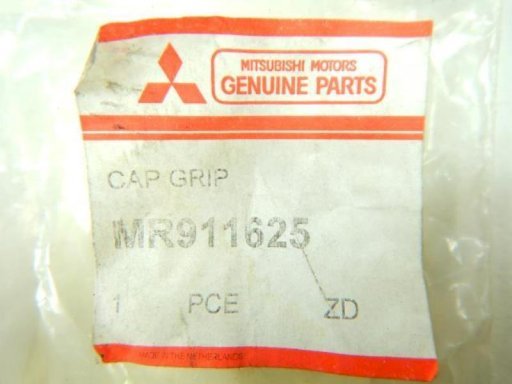 MITSUBISHI MOTORS
GENUINE PARTS
CAP GRIP
MR911625
1 PCE ZD
MADE IN THE NETHERLANDS